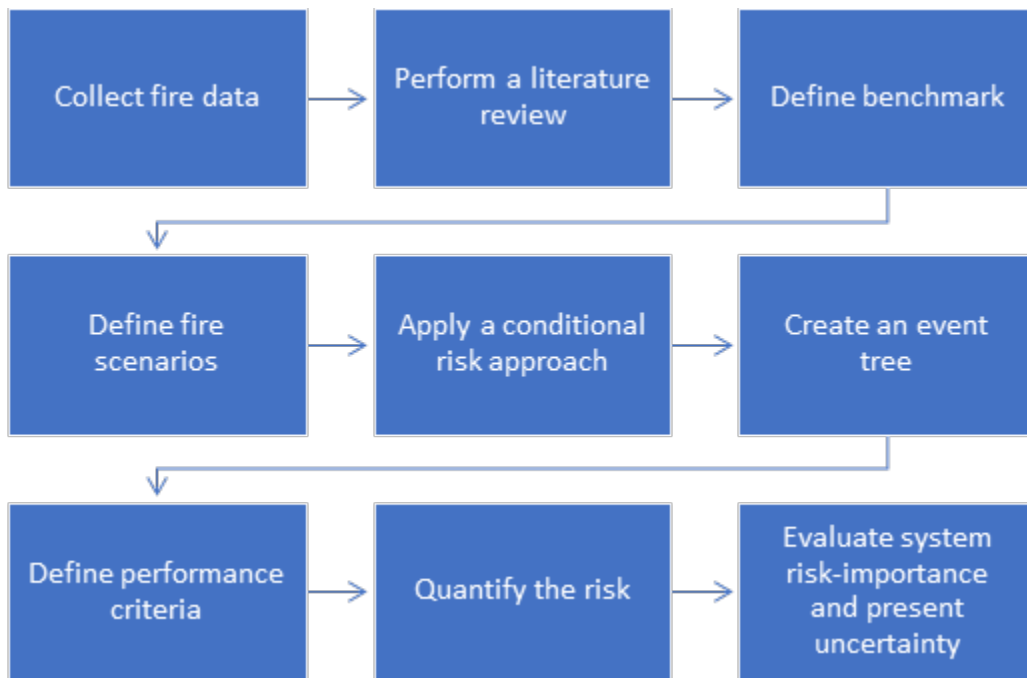 Collect fire data
Perform a literature
review
Define benchmark
Define fire
scenarios
Apply a conditional
risk approach
Create an event
tree
Define performance
criteria
Quantify the risk
Evaluate system
risk-importance
and present
uncertainty